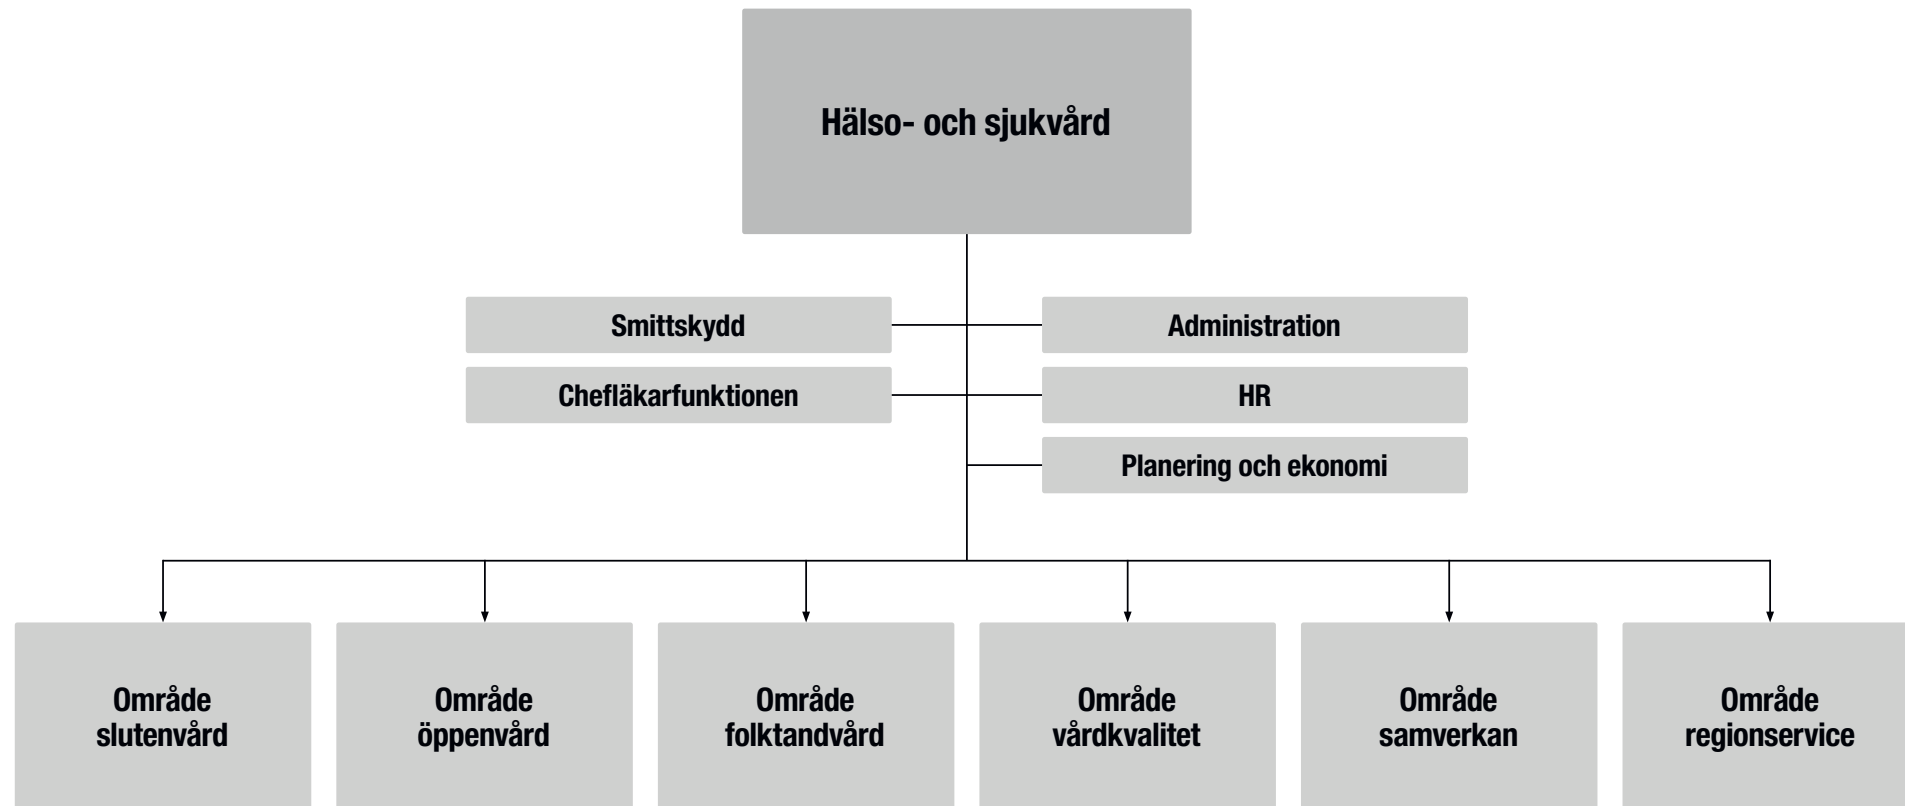 Hälso- och sjukvård
Smittskydd
Administration
Chefläkarfunktionen
HR
Planering och ekonomi
Område
slutenvård
Område
öppenvård
Område
folktandvård
Område
vårdkvalitet
Område
samverkan
Område
regionservice